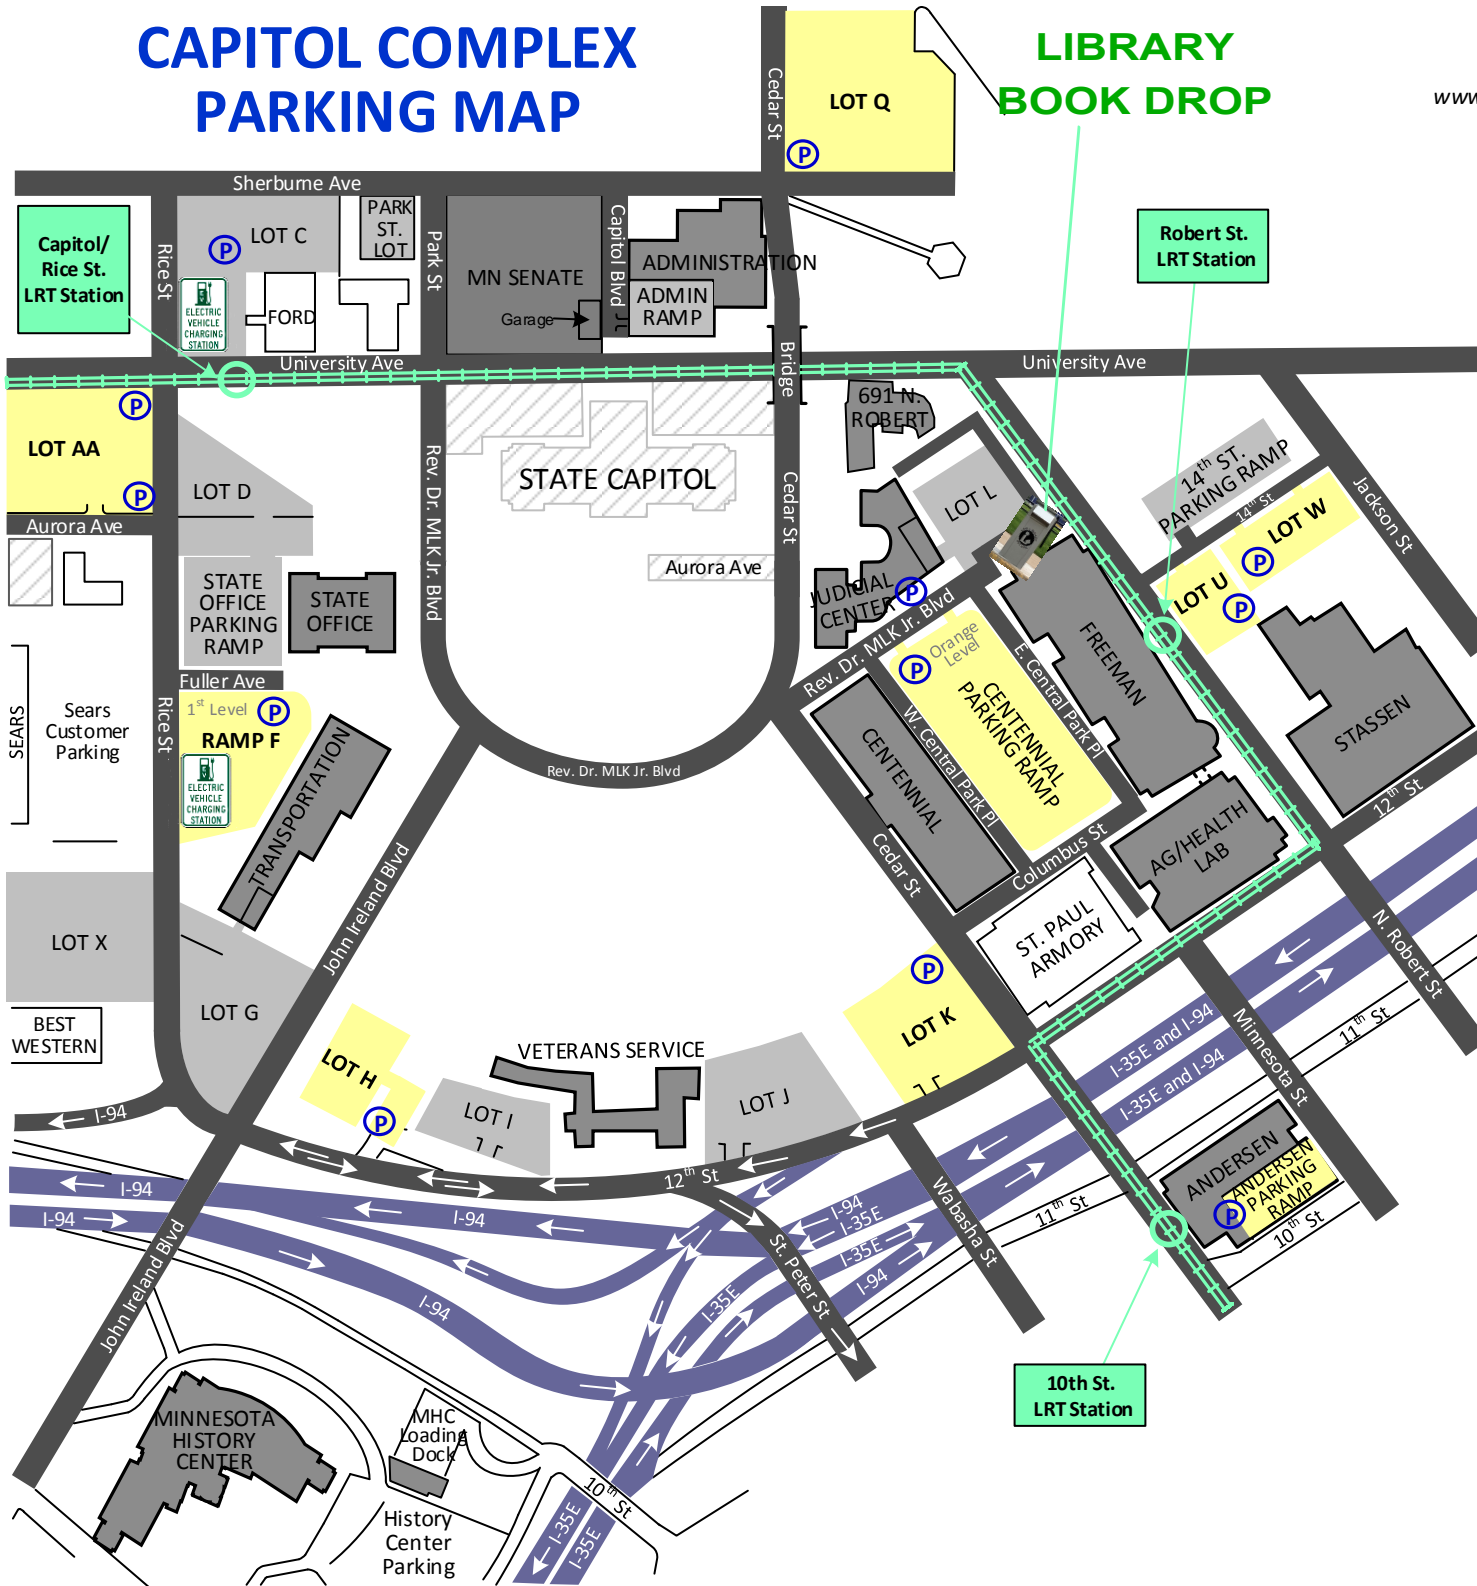 CAPITOL COMPLEX
PARKING MAP
LIBRARY
BOOK DROP
www
Cedar St
LOT Q
P
Sherburne Ave
Capitol/
Rice St.
LRT Station
Rice St
LOT C
P
PARK
ST.
LOT
Park St
MN SENATE
Garage
Capitol Blvd
ADMINISTRATION
ADMIN
RAMP
Robert St.
LRT Station
ELECTRIC
VEHICLE
CHARGING
STATION
FORD
University Ave
Bridge
University Ave
P
LOT AA
P
Aurora Ave
LOT D
Rev. Dr. MLK Jr. Blvd
STATE CAPITOL
Aurora Ave
Cedar St
691 N.
ROBERT
LOT L
14th ST.
PARKING RAMP
14th St
LOT W
P
Jackson St
LOT U
P
JUDICIAL
CENTER
P
Rev. Dr. MLK Jr. Blvd
STATE
OFFICE
PARKING
RAMP
STATE
OFFICE
Fuller Ave
1st Level
P
RAMP F
ELECTRIC
VEHICLE
CHARGING
STATION
Rice St
SEARS
Sears
Customer
Parking
TRANSPORTATION
Rev. Dr. MLK Jr. Blvd
Orange
Level
P
CENTENNIAL
PARKING RAMP
E. Central Park Pl
W. Central Park Pl
FREEMAN
STASSEN
12th St
CENTENNIAL
Cedar St
Columbus St
AG/HEALTH
LAB
ST. PAUL
ARMORY
N. Robert St
John Ireland Blvd
LOT X
LOT G
BEST
WESTERN
P
LOT K
LOT H
P
LOT I
VETERANS SERVICE
LOT J
I-35E and I-94
I-35E and I-94
Minnesota St
11th St
I-94
12th St
I-94
I-94
I-94
I-94
I-35E
I-35E
I-94
I-35E
I-94
St. Peter St
Wabasha St
11th St
ANDERSEN
ANDERSEN
PARKING
RAMP
P
10th St
John Ireland Blvd
10th St.
LRT Station
MINNESOTA
HISTORY
CENTER
MHC
Loading
Dock
10th St
History
Center
Parking
I-35E
I-35E